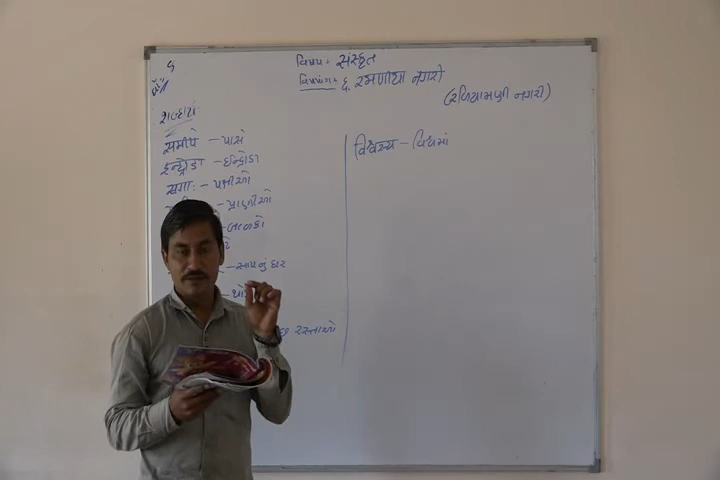 વિષય : સંસ્કૃત
વિષયાંગ : ૬. રમણીયા નગરી
(રળિયામણી નગરી)
શબ્દાર્થ
સમીપે – પાસે
ઇન્દ્રોડા – ઈન્દ્રોડા
ખગાઃ – પક્ષીઓ
– પ્રાણીઓ
– બાળકો
– સાપનું ઘર
રસ્તાઓ
વિશ્વસ્ય – વિશ્વમાં